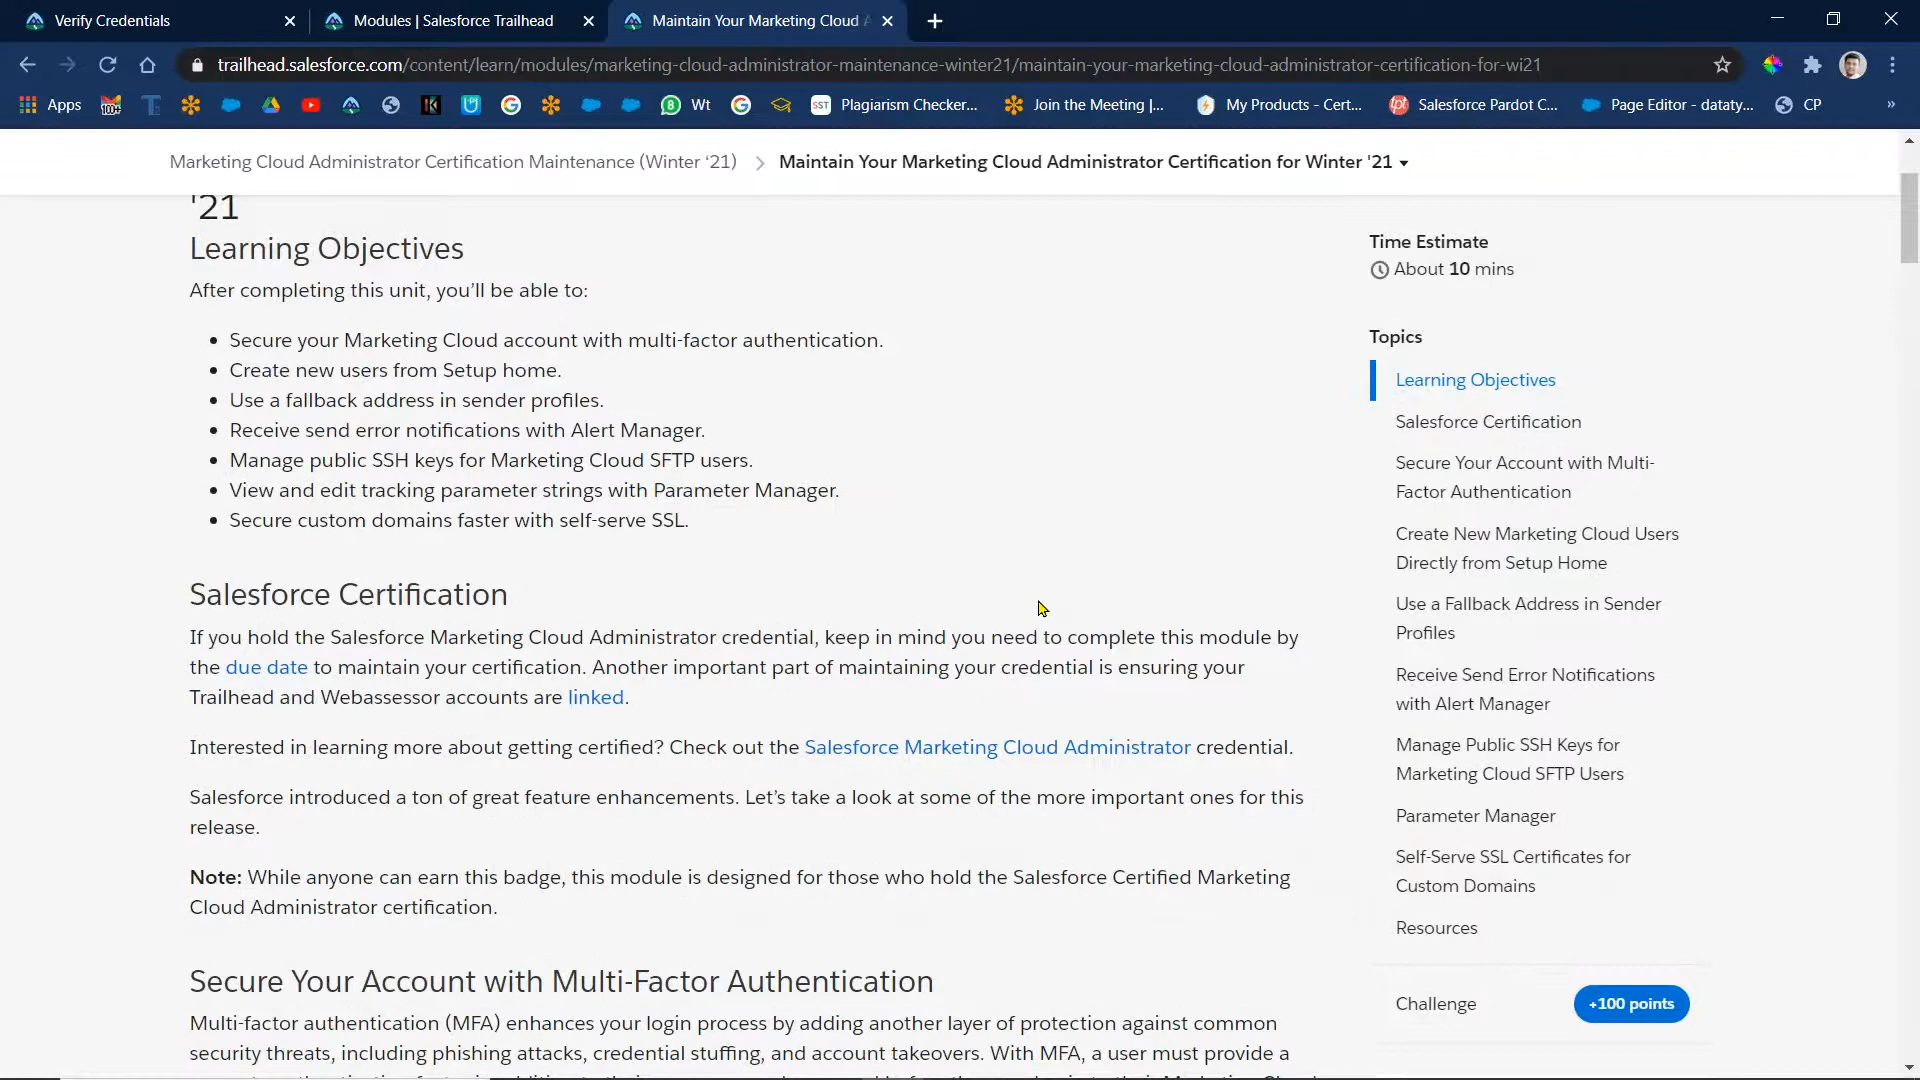 Verify Credentials
Modules | Salesforce Trailhead
Maintain Your Marketing Cloud A
trailhead.salesforce.com/content/learn/modules/marketing-cloud-administrator-maintenance-winter21/maintain-your-marketing-cloud-administrator-certification-for-wi21
Apps
100+
Wt
SST
Plagiarism Checker...
Join the Meeting |...
My Products - Cert...
Salesforce Pardot C...
Page Editor - dataty...
CP
»
Marketing Cloud Administrator Certification Maintenance (Winter ‘21)
Maintain Your Marketing Cloud Administrator Certification for Winter '21
'21
Learning Objectives
After completing this unit, you’ll be able to:
• Secure your Marketing Cloud account with multi-factor authentication.
• Create new users from Setup home.
• Use a fallback address in sender profiles.
• Receive send error notifications with Alert Manager.
• Manage public SSH keys for Marketing Cloud SFTP users.
• View and edit tracking parameter strings with Parameter Manager.
• Secure custom domains faster with self-serve SSL.
Salesforce Certification
If you hold the Salesforce Marketing Cloud Administrator credential, keep in mind you need to complete this module by
the due date to maintain your certification. Another important part of maintaining your credential is ensuring your
Trailhead and Webassessor accounts are linked.
Interested in learning more about getting certified? Check out the Salesforce Marketing Cloud Administrator credential.
Salesforce introduced a ton of great feature enhancements. Let’s take a look at some of the more important ones for this
release.
Note: While anyone can earn this badge, this module is designed for those who hold the Salesforce Certified Marketing
Cloud Administrator certification.
Secure Your Account with Multi-Factor Authentication
Multi-factor authentication (MFA) enhances your login process by adding another layer of protection against common
security threats, including phishing attacks, credential stuffing, and account takeovers. With MFA, a user must provide a
Time Estimate
About 10 mins
Topics
Learning Objectives
Salesforce Certification
Secure Your Account with Multi-
Factor Authentication
Create New Marketing Cloud Users
Directly from Setup Home
Use a Fallback Address in Sender
Profiles
Receive Send Error Notifications
with Alert Manager
Manage Public SSH Keys for
Marketing Cloud SFTP Users
Parameter Manager
Self-Serve SSL Certificates for
Custom Domains
Resources
Challenge
+100 points